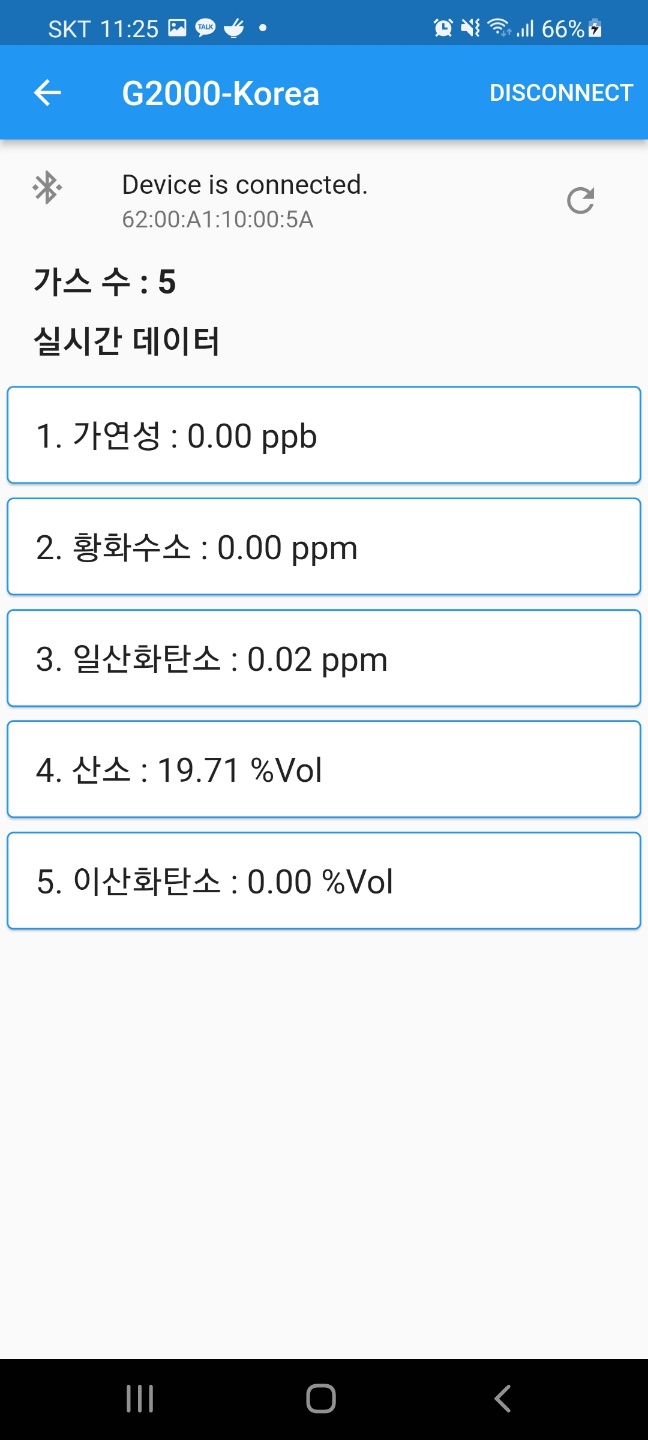 SKT 11:25 TALK 66%
G2000-Korea DISCONNECT
Device is connected.
62:00:A1:10:00:5A
가스 수 : 5
실시간 데이터
1. 가연성 : 0.00 ppb
2. 황화수소 : 0.00 ppm
3. 일산화탄소 : 0.02 ppm
4. 산소 : 19.71 %Vol
5. 이산화탄소 : 0.00 %Vol